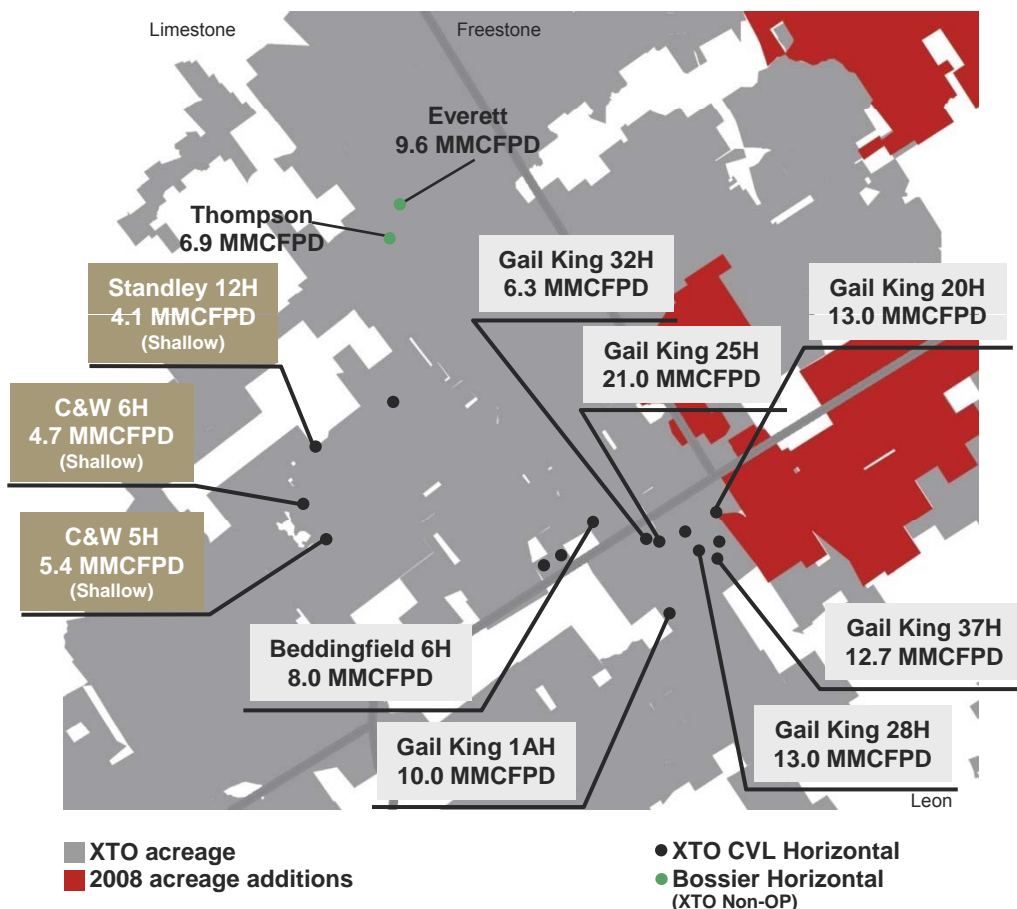 Limestone
Freestone
Everett
9.6 MMCFPD
Thompson
6.9 MMCFPD
Gail King 32H
6.3 MMCFPD
Standley 12H
4.1 MMCFPD
(Shallow)
Gail King 20H
13.0 MMCFPD
Gail King 25H
21.0 MMCFPD
C&W 6H
4.7 MMCFPD
(Shallow)
C&W 5H
5.4 MMCFPD
(Shallow)
Beddingfield 6H
8.0 MMCFPD
Gail King 37H
12.7 MMCFPD
Gail King 1AH
10.0 MMCFPD
Gail King 28H
13.0 MMCFPD
Leon
XTO acreage
2008 acreage additions
XTO CVL Horizontal
Bossier Horizontal
(XTO Non-OP)